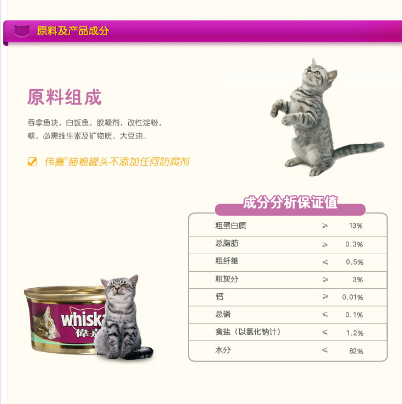 原料及产品成分
原料组成
吞拿鱼块、白饭鱼、胶凝剂、改性淀粉、
糖、必需维生素及矿物质、大豆油。
伟嘉®猫粮罐头不添加任何防腐剂
成分分析保证值
粗蛋白质 ≥ 13%
总脂肪 ≥ 0.3%
粗纤维 ≤ 0.5%
粗灰分 ≥ 3%
钙 ≥ 0.01%
总磷 ≤ 0.1%
食盐（以氯化钠计） ≤ 1.2%
水分 ≤ 82%
whiska
偉嘉